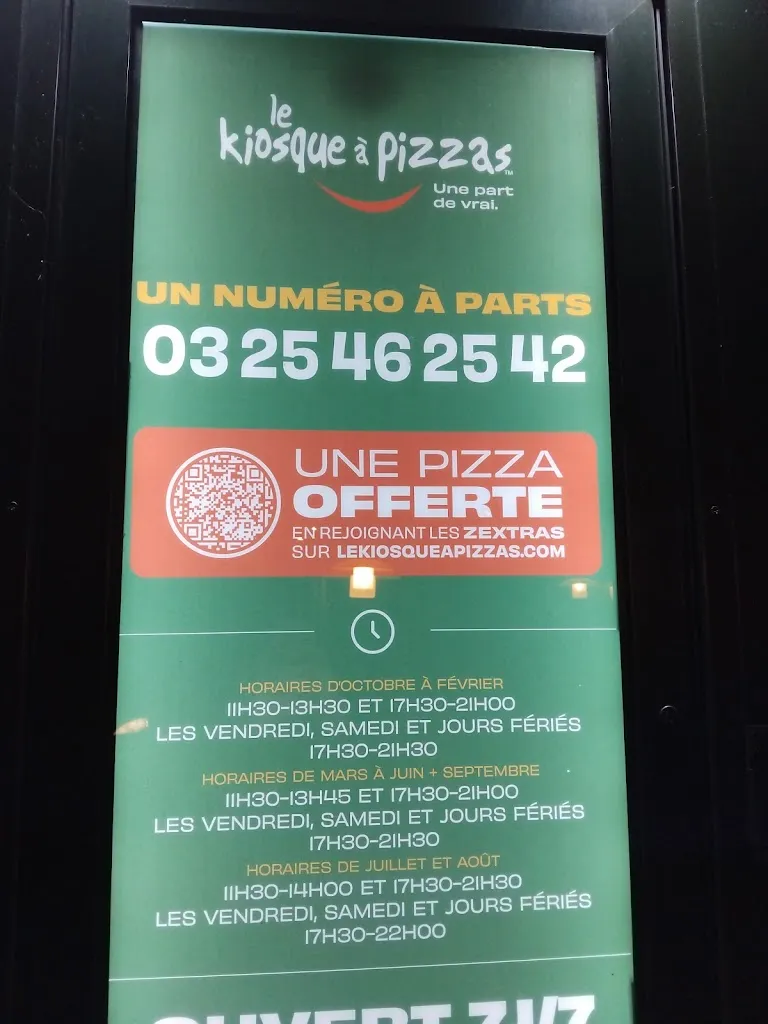 le
kiosque à pizzas™
Une part
de vrai.
UN NUMÉRO À PARTS
03 25 46 25 42
UNE PIZZA
OFFERTE
EN REJOIGNANT LES ZEXTRAS
SUR LEKIOSQUEAPIZZAS.COM
HORAIRES D'OCTOBRE À FÉVRIER
11H30-13H30 ET 17H30-21H00
LES VENDREDI, SAMEDI ET JOURS FÉRIÉS
17H30-21H30
HORAIRES DE MARS À JUIN + SEPTEMBRE
11H30-13H45 ET 17H30-21H00
LES VENDREDI, SAMEDI ET JOURS FÉRIÉS
17H30-21H30
HORAIRES DE JUILLET ET AOÛT
11H30-14H00 ET 17H30-21H30
LES VENDREDI, SAMEDI ET JOURS FÉRIÉS
17H30-22H00
OUVERT 7J/7